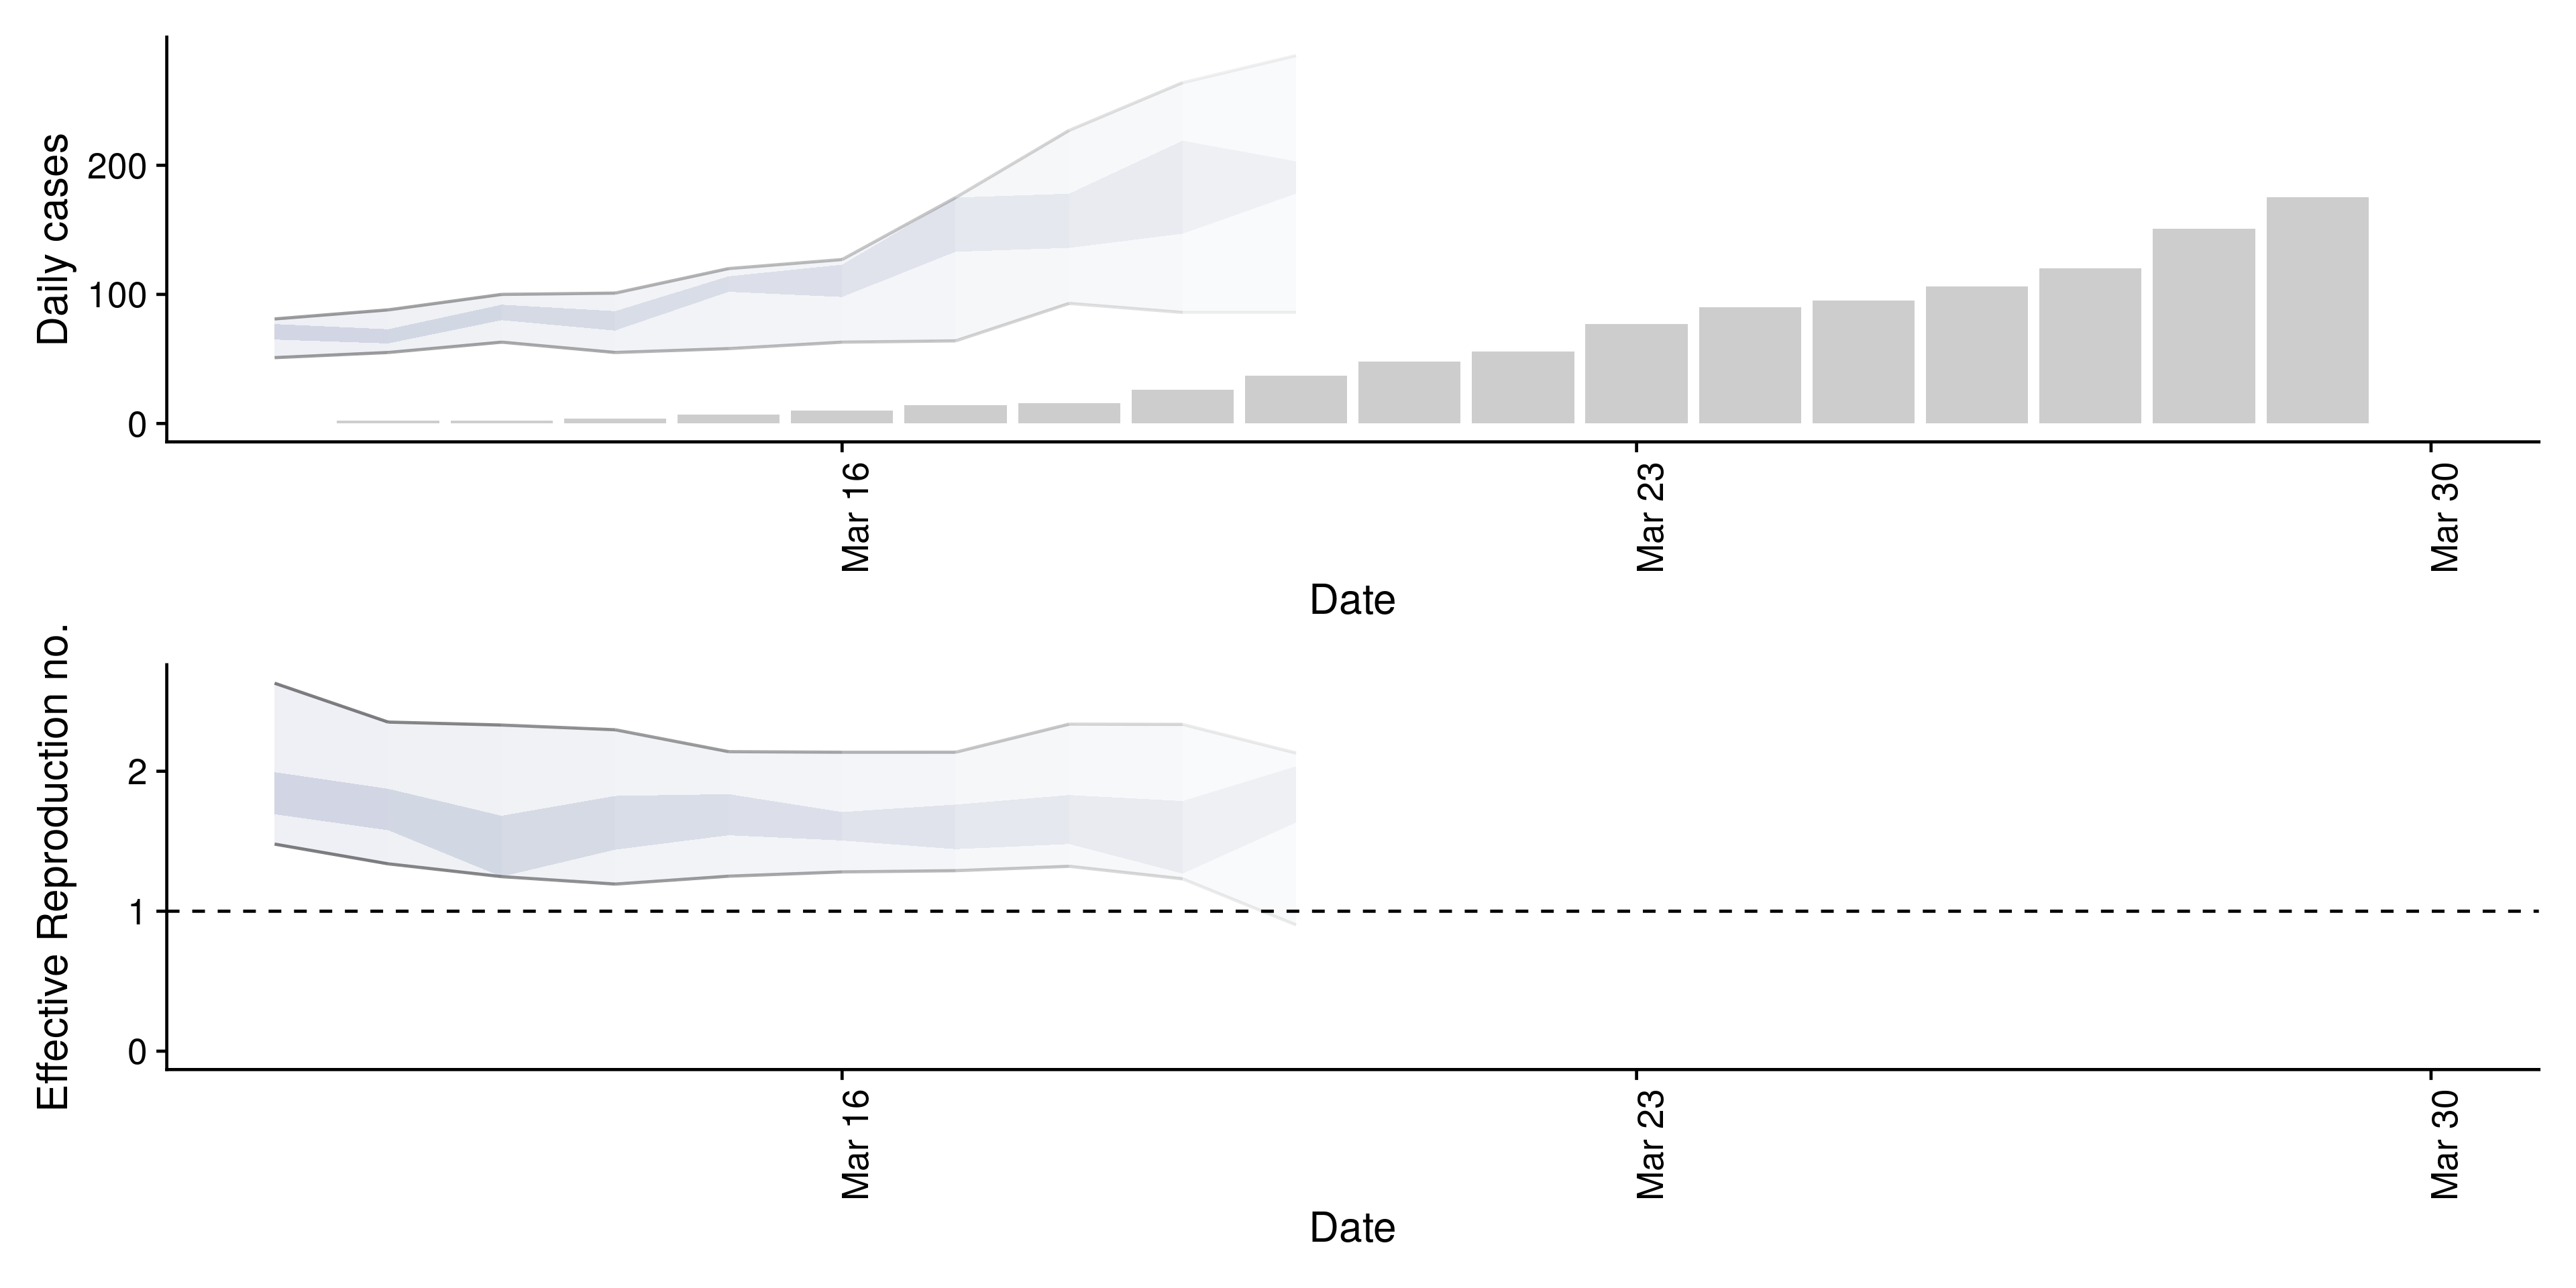 Daily cases
200
100
0
Mar 16
Mar 23
Mar 30
Date
Effective Reproduction no.
2
1
0
Mar 16
Mar 23
Mar 30
Date